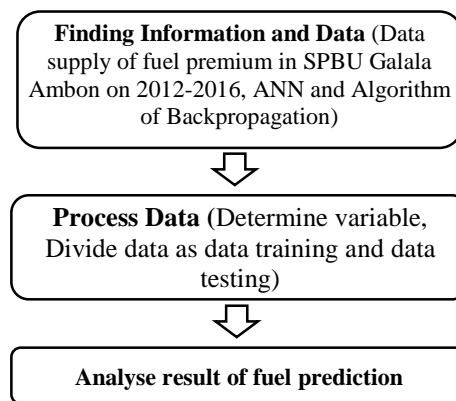 Finding Information and Data (Data
supply of fuel premium in SPBU Galala
Ambon on 2012-2016, ANN and Algorithm
of Backpropagation)
Process Data (Determine variable,
Divide data as data training and data
testing)
Analyse result of fuel prediction